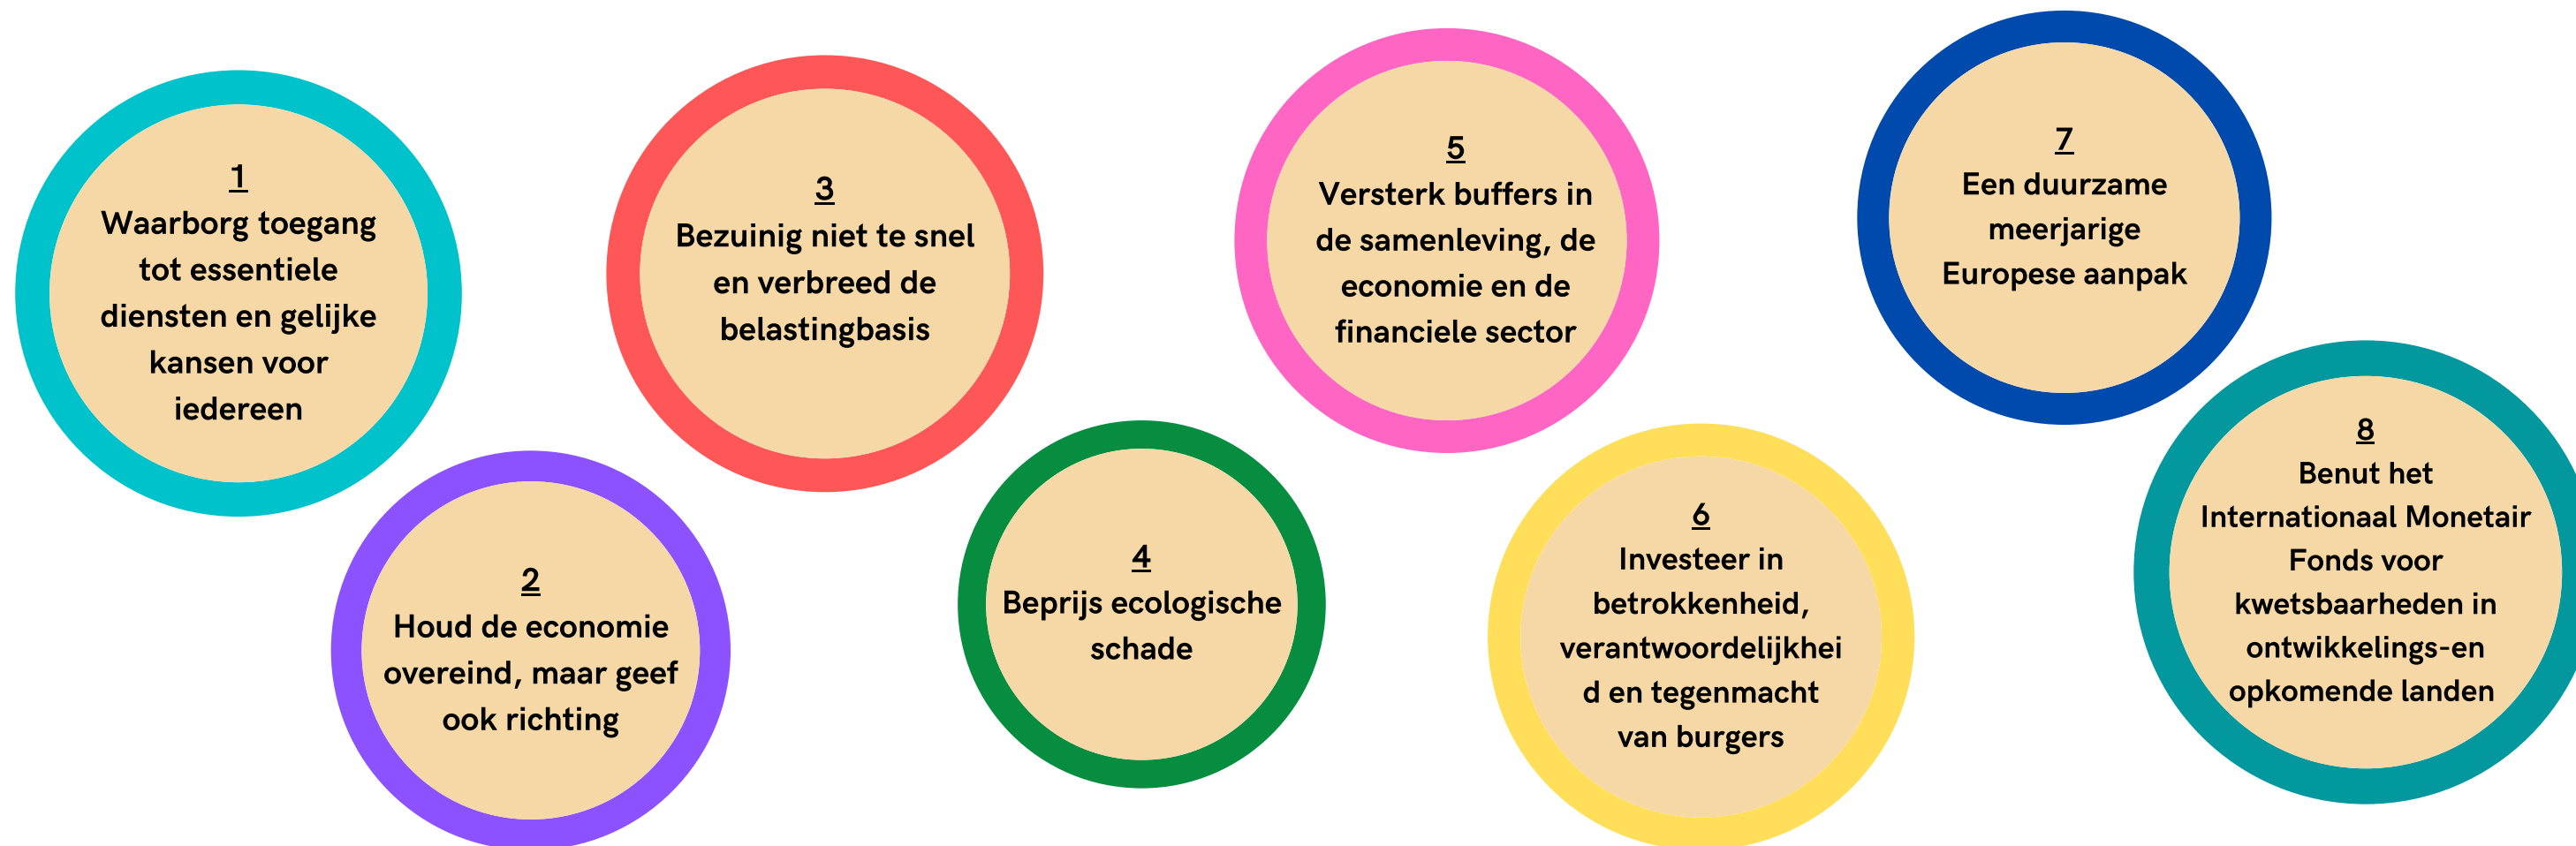 1
Waarborg toegang
tot essentiele
diensten en gelijke
kansen voor
iedereen
2
Houd de economie
overeind, maar geef
ook richting
3
Bezuinig niet te snel
en verbreed de
belastingbasis
4
Beprijs ecologische
schade
5
Versterk buffers in
de samenleving, de
economie en de
financiele sector
6
Investeer in
betrokkenheid,
verantwoordelijkhei
d en tegenmacht
van burgers
7
Een duurzame
meerjarige
Europese aanpak
8
Benut het
Internationaal Monetair
Fonds voor
kwetsbaarheden in
ontwikkelings-en
opkomende landen